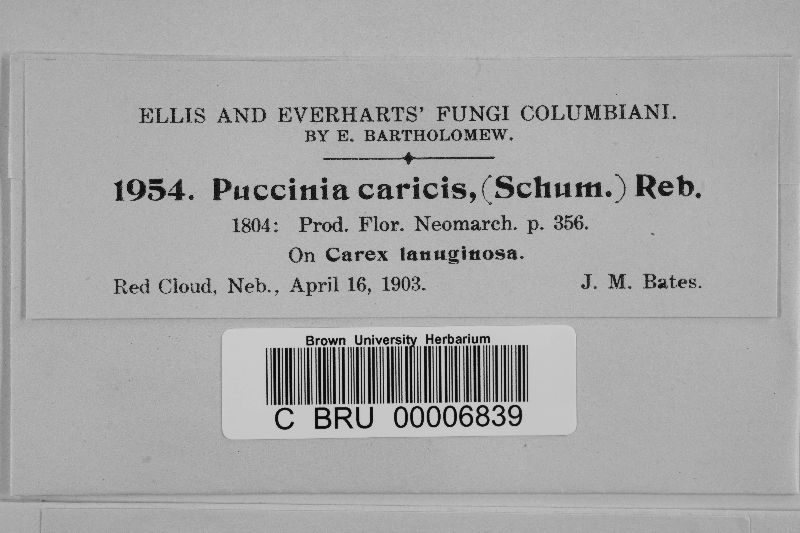 ELLIS AND EVERHARTS' FUNGI COLUMBIANI.
BY E. BARTHOLOMEW.
1954. Puccinia caricis, (Schum.) Reb.
1804: Prod. Flor. Neomarch. p. 356.
On Carex lanuginosa.
Red Cloud, Neb., April 16, 1903. J. M. Bates.
Brown University Herbarium
C BRU 00006839